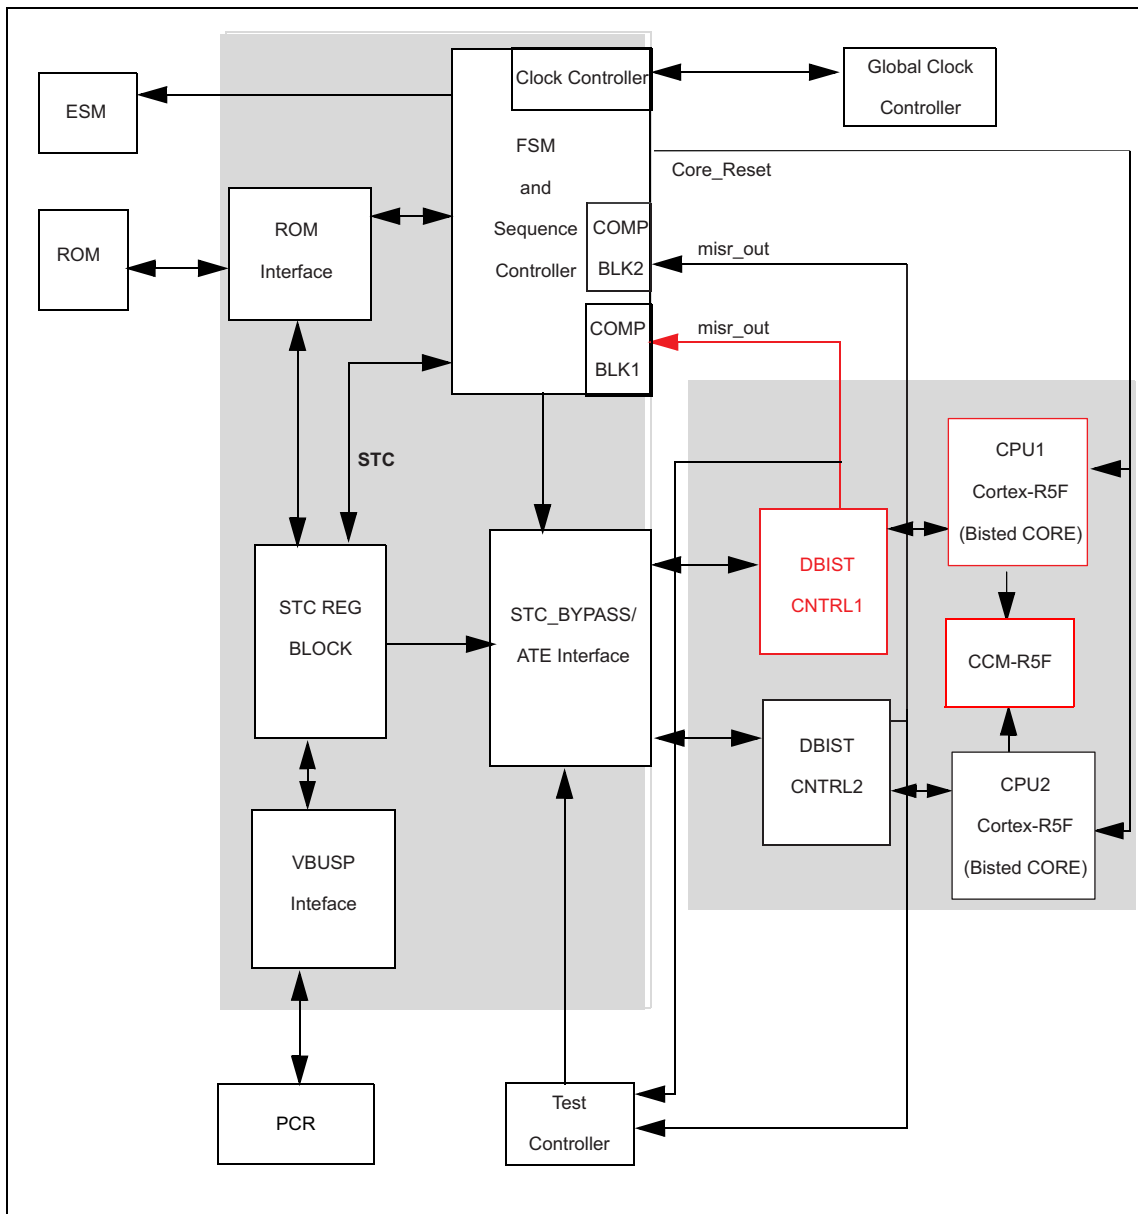 Clock Controller
Global Clock
Controller
ESM
FSM
and
Sequence
Controller
Core_Reset
ROM
Interface
ROM
COMP
BLK2
misr_out
COMP
BLK1
misr_out
STC
CPU1
Cortex-R5F
(Bisted CORE)
DBIST
CNTRL1
STC REG
BLOCK
STC_BYPASS/
ATE Interface
CCM-R5F
DBIST
CNTRL2
CPU2
Cortex-R5F
(Bisted CORE)
VBUSP
Inteface
PCR
Test
Controller